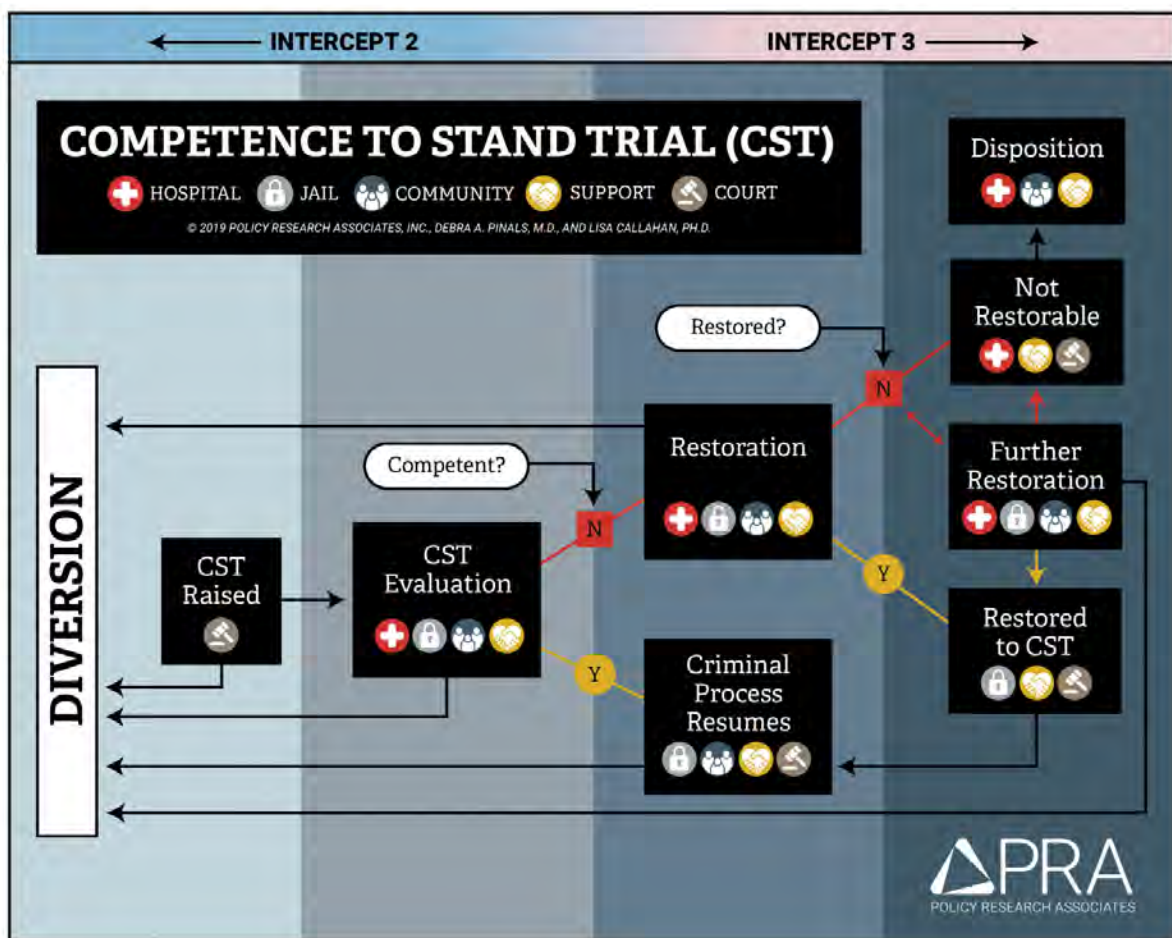 INTERCEPT 2
INTERCEPT 3
COMPETENCE TO STAND TRIAL (CST)
HOSPITAL JAIL COMMUNITY SUPPORT COURT
© 2019 POLICY RESEARCH ASSOCIATES, INC., DEBRA A. PINALS, M.D., AND LISA CALLAHAN, PH.D.
Disposition
Not
Restorable
Restored?
N
Restoration
Further
Restoration
Competent?
N
DIVERSION
CST
Raised
CST
Evaluation
Y
Y
Criminal
Process
Resumes
Restored
to CST
PRA
POLICY RESEARCH ASSOCIATES